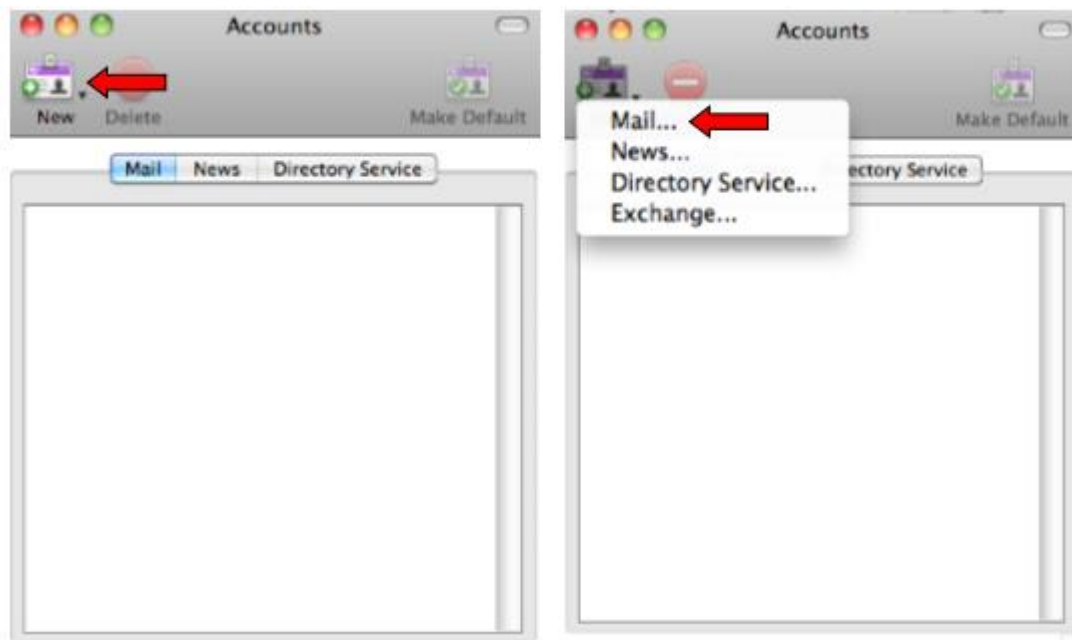 Accounts
New Delete Make Default
Mail News Directory Service
Accounts
Make Default
Mail...
News...
Directory Service...
Exchange...
ectory Service